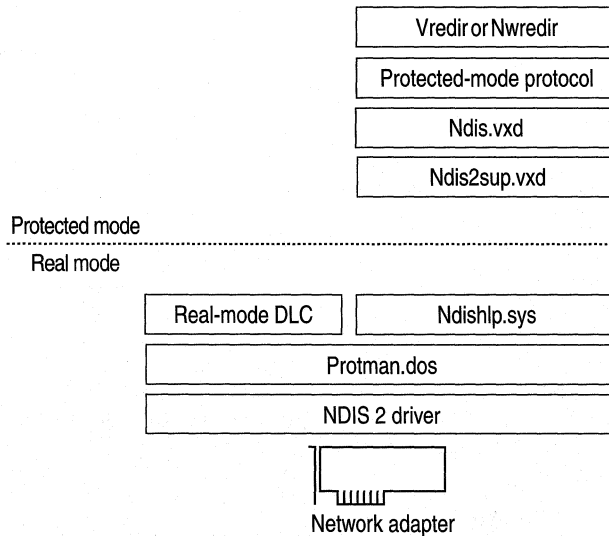 Vredir or Nwredir
Protected-mode protocol
Ndis.vxd
Ndis2sup.vxd
Protected mode
Real mode
Real-mode DLC
Ndishlp.sys
Protman.dos
NDIS 2 driver
Network adapter